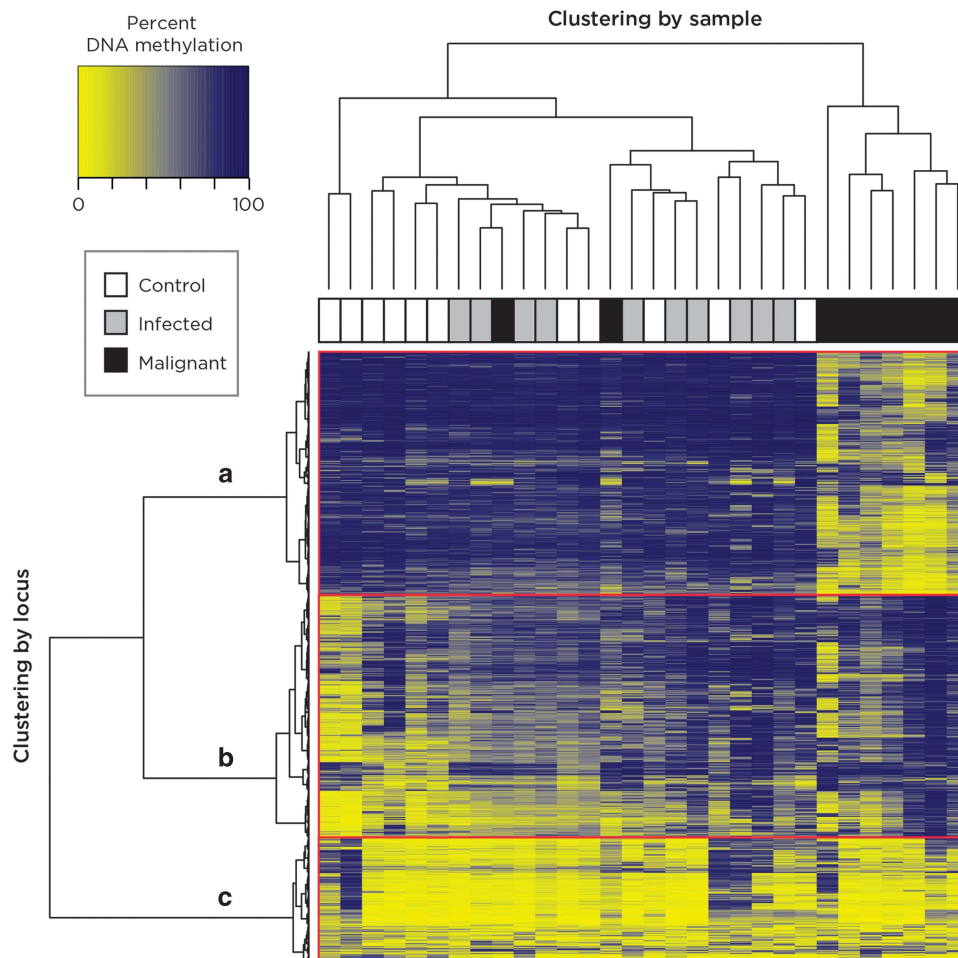 Clustering by sample
Percent
DNA methylation
0 100
Control
Infected
Malignant
Clustering by locus
a
b
c